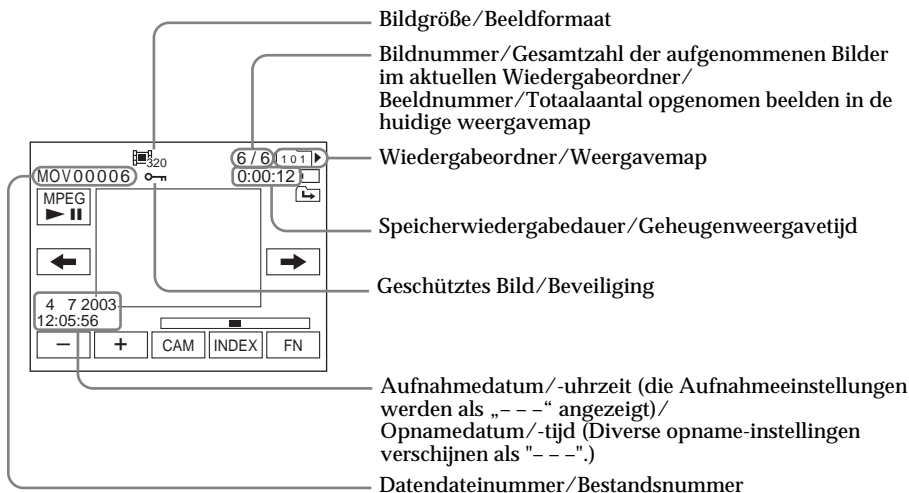 Bildgröße/Beeldformaat
Bildnummer/Gesamtzahl der aufgenommenen Bilder
im aktuellen Wiedergabeordner/
Beeldnummer/Totaalaantal opgenomen beelden in de
huidige weergavemap
Wiedergabeordner/Weergavemap
Speicherwiedergabedauer/Geheugenweergavetijd
Geschütztes Bild/Beveiliging
Aufnahmedatum/-uhrzeit (die Aufnahmeeinstellungen
werden als „– – –“ angezeigt)/
Opnamedatum/-tijd (Diverse opname-instellingen
verschijnen als "– – –".)
Datendateinummer/Bestandsnummer
320
6 / 6
101
MOV00006
0:00:12
MPEG
4 7 2003
12:05:56
– + CAM INDEX FN